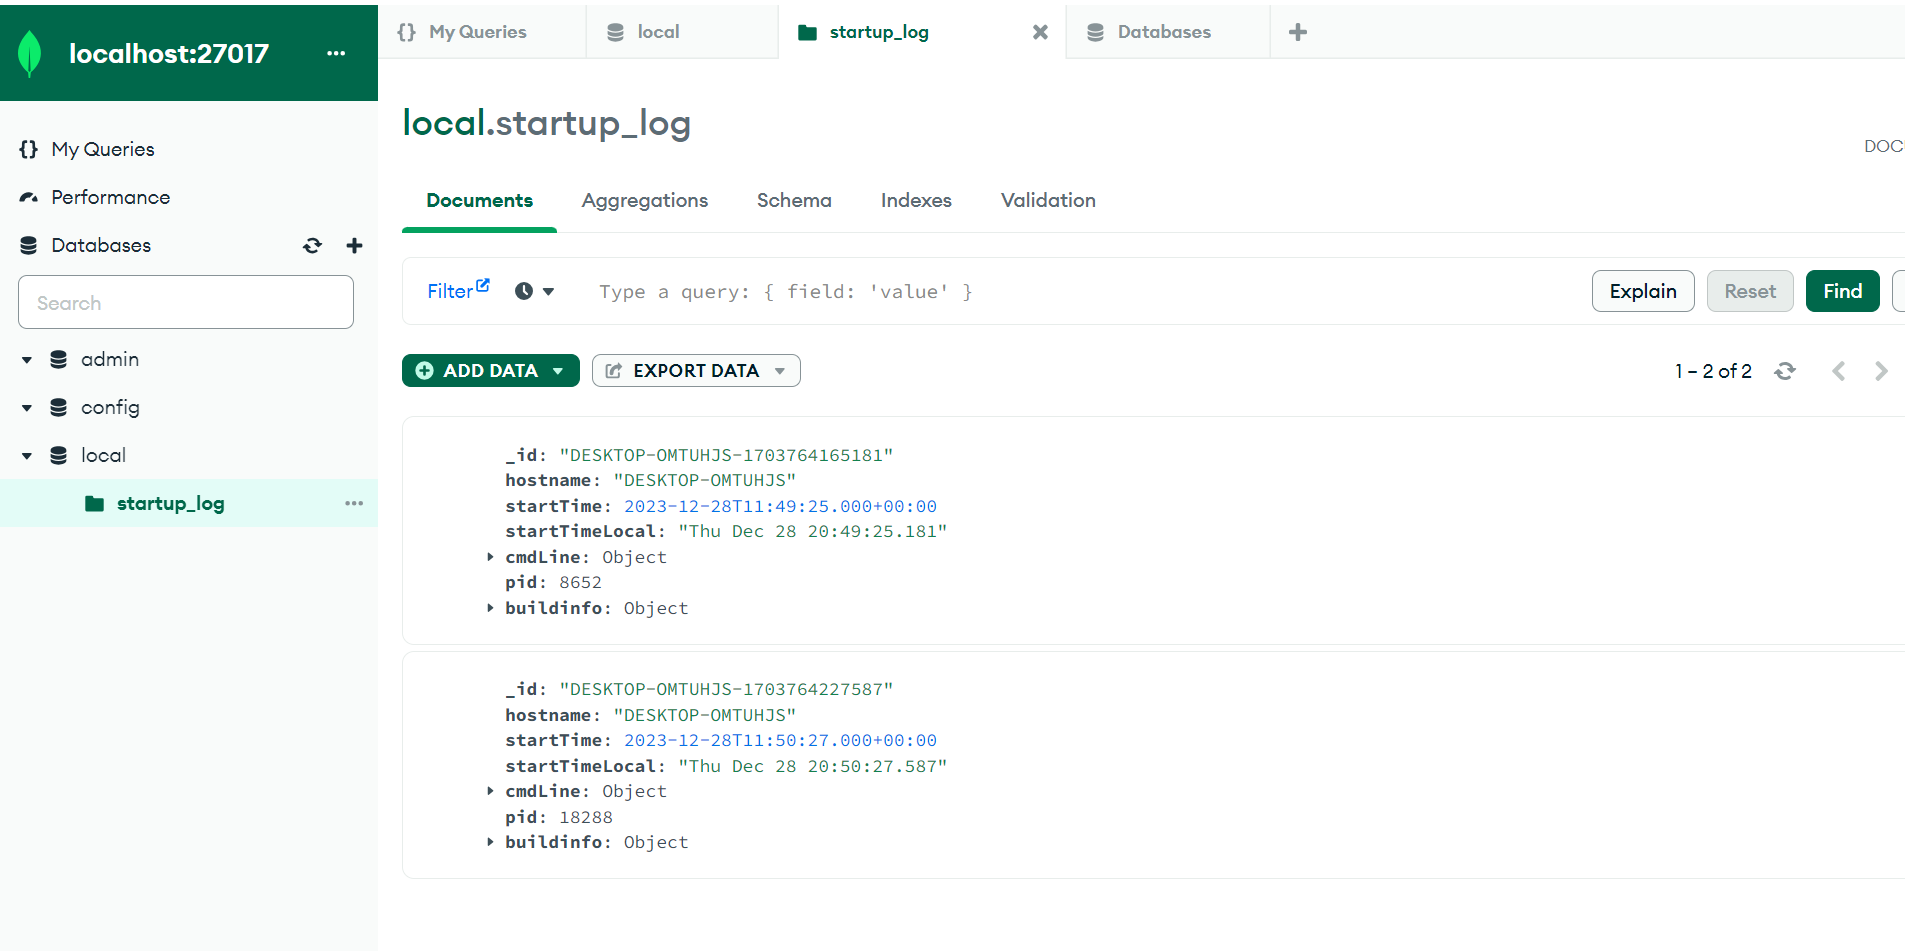 localhost:27017
My Queries
Performance
Databases
Search
admin
config
local
startup_log
My Queries
local
startup_log
Databases
local.startup_log
Documents
Aggregations
Schema
Indexes
Validation
Filter
Type a query: { field: 'value' }
Explain
Reset
Find
ADD DATA
EXPORT DATA
1 – 2 of 2
_id: "DESKTOP-OMTUHJS-1703764165181"
hostname: "DESKTOP-OMTUHJS"
startTime: 2023-12-28T11:49:25.000+00:00
startTimeLocal: "Thu Dec 28 20:49:25.181"
cmdLine: Object
pid: 8652
buildinfo: Object
_id: "DESKTOP-OMTUHJS-1703764227587"
hostname: "DESKTOP-OMTUHJS"
startTime: 2023-12-28T11:50:27.000+00:00
startTimeLocal: "Thu Dec 28 20:50:27.587"
cmdLine: Object
pid: 18288
buildinfo: Object